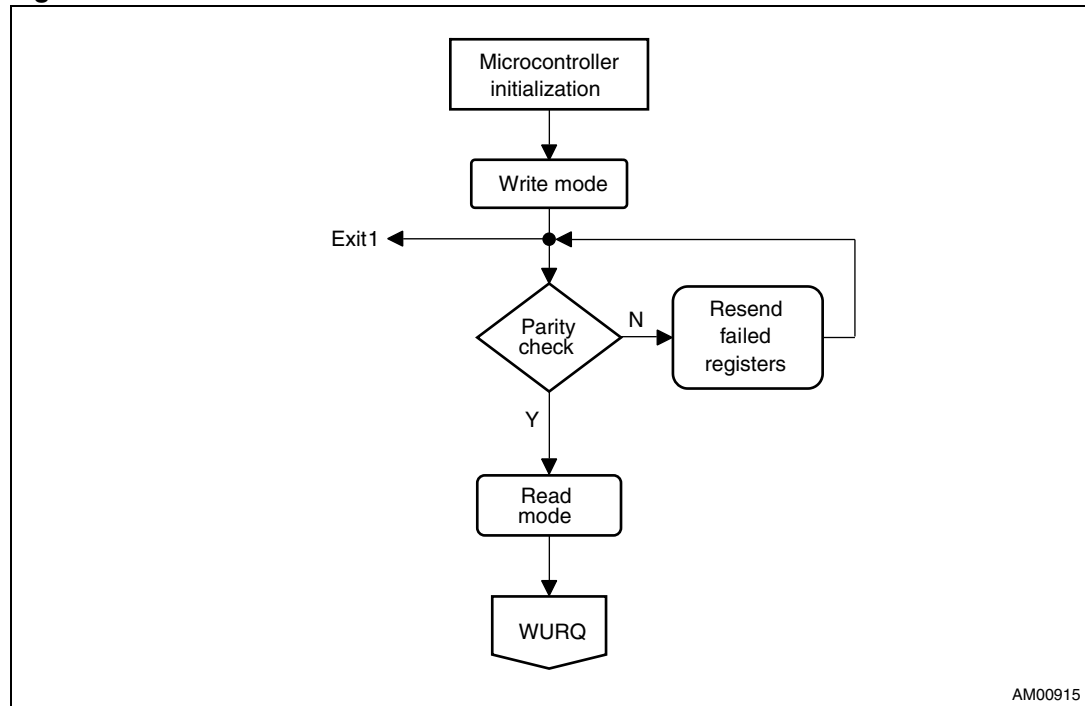 Microcontroller
initialization
Write mode
Exit1
Parity
check
N
Resend
failed
registers
Y
Read
mode
WURQ
AM00915